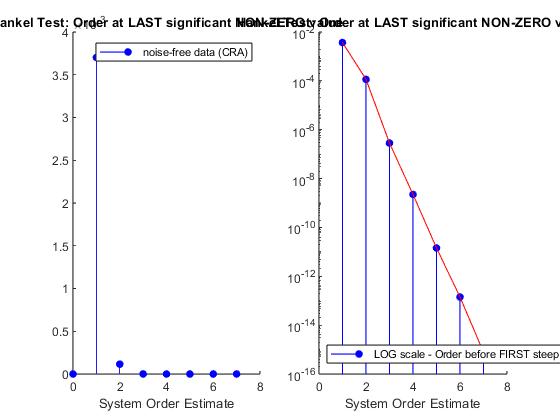 ankel Test: Order at LAST significant NON-ZERO value
Order at LAST significant NON-ZERO v
4
3.5
3
2.5
2
1.5
1
0.5
0
noise-free data (CRA)
0 2 4 6 8
System Order Estimate
10-2
10-4
10-6
10-8
10-10
10-12
10-14
10-16
LOG scale - Order before FIRST steep
0 2 4 6 8
System Order Estimate